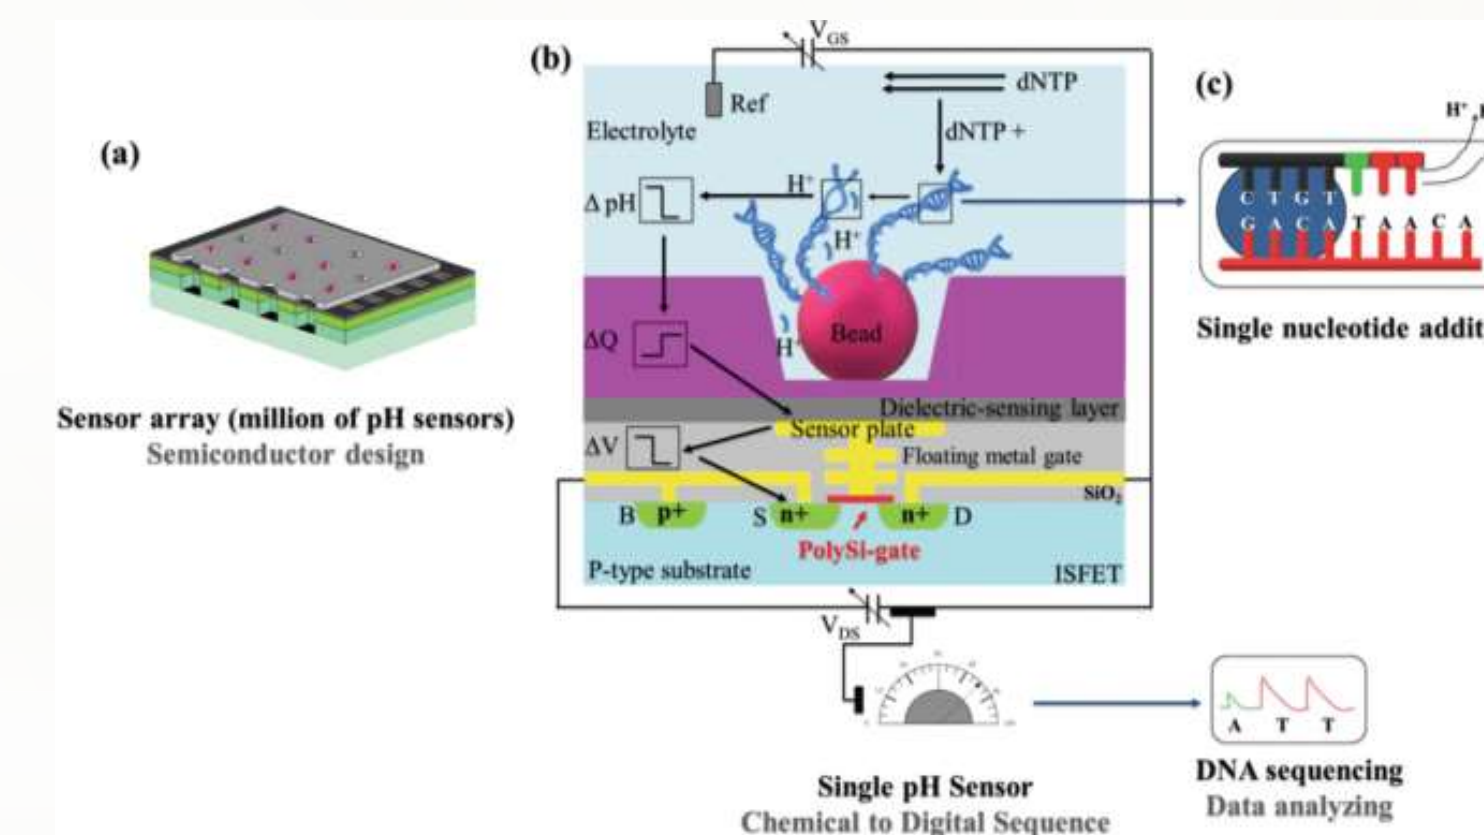 (a)
Sensor array (million of pH sensors)
Semiconductor design
(b)
V_GS
Ref
dNTP
Electrolyte
dNTP +
Δ pH
H⁺
H⁺
ΔQ
H⁺
Bead
Dielectric-sensing layer
Sensor plate
ΔV
Floating metal gate
SiO₂
B p+ S n+ n+ D
PolySi-gate
P-type substrate
ISFET
V_DS
Single pH Sensor
Chemical to Digital Sequence
(c)
H⁺
C T G T
G A C A T A A C A
Single nucleotide addit
A T T
DNA sequencing
Data analyzing